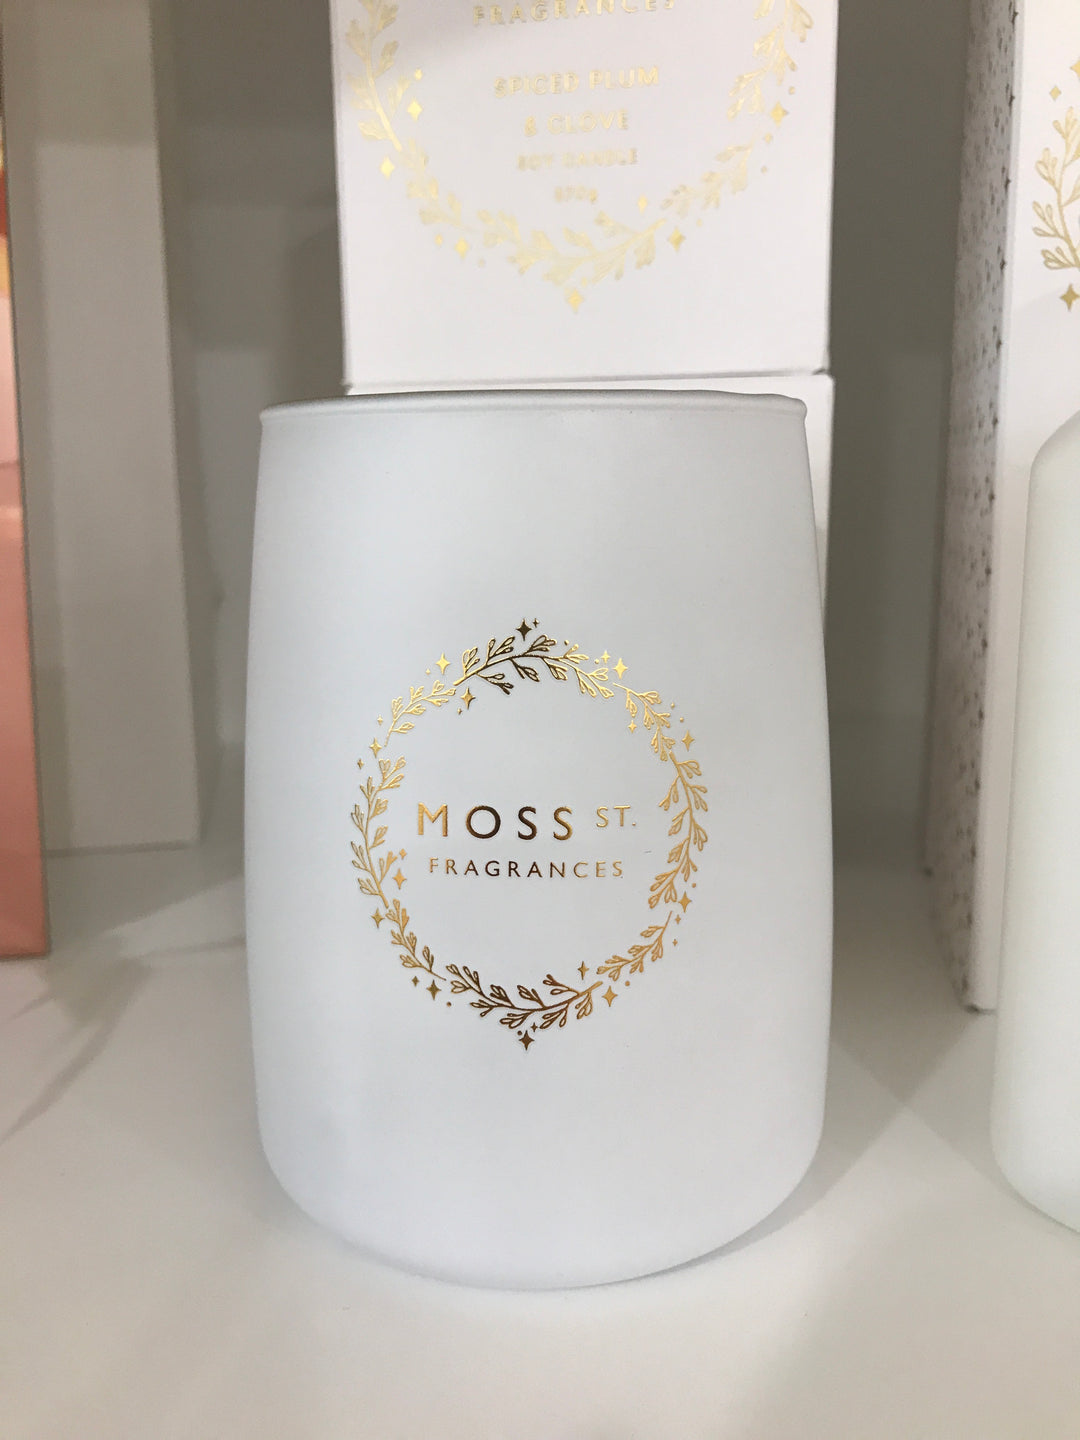 FRAGRANCES
SPICED PLUM
& CLOVE
SOY CANDLE
MOSS ST.
FRAGRANCES